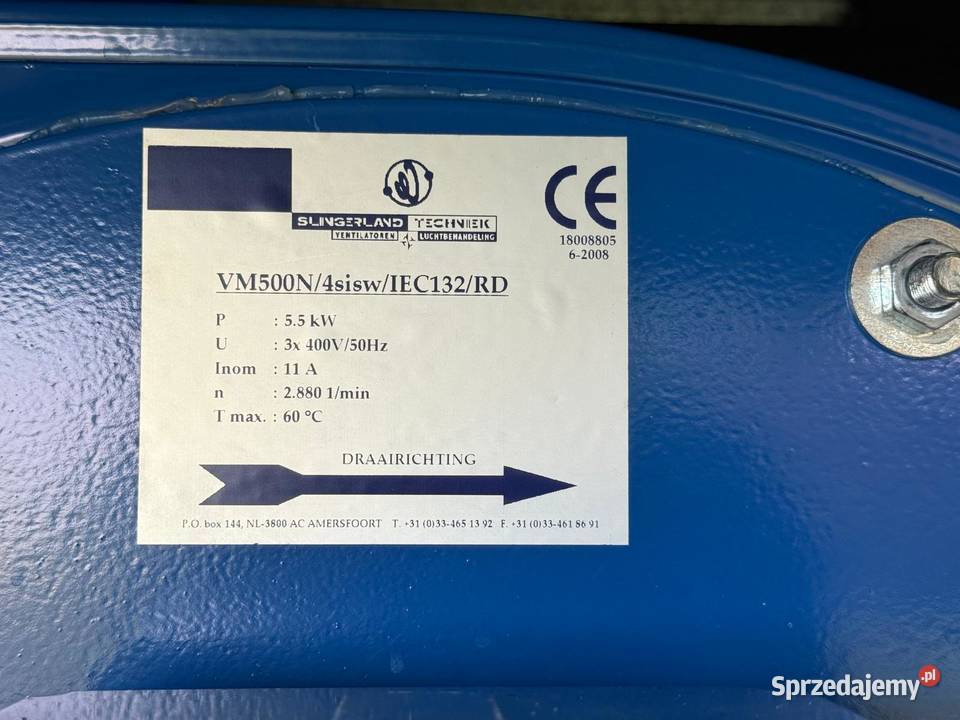 SLINGERLAND TECHNIEK
VENTILATOREN LUCHTBEHANDELING
CE
18008805
6-2008
VM500N/4sisw/IEC132/RD
P : 5.5 kW
U : 3x 400V/50Hz
Inom : 11 A
n : 2.880 1/min
T max. : 60 °C
DRAAIRICHTING
P.O. box 144, NL-3800 AC AMERSFOORT T. +31 (0)33-465 13 92 F. +31 (0)33-461 86 91
Sprzedajemy.pl